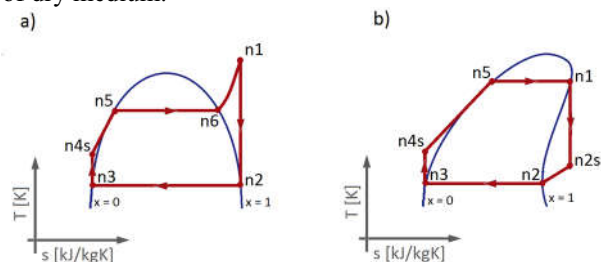 of dry medium.
a)
n1
n5
n6
n4s
n3
n2
x = 0
x = 1
T [K]
s [kJ/kgK]
b)
n5
n1
n4s
n2s
n3
n2
x = 0
x = 1
T [K]
s [kJ/kgK]